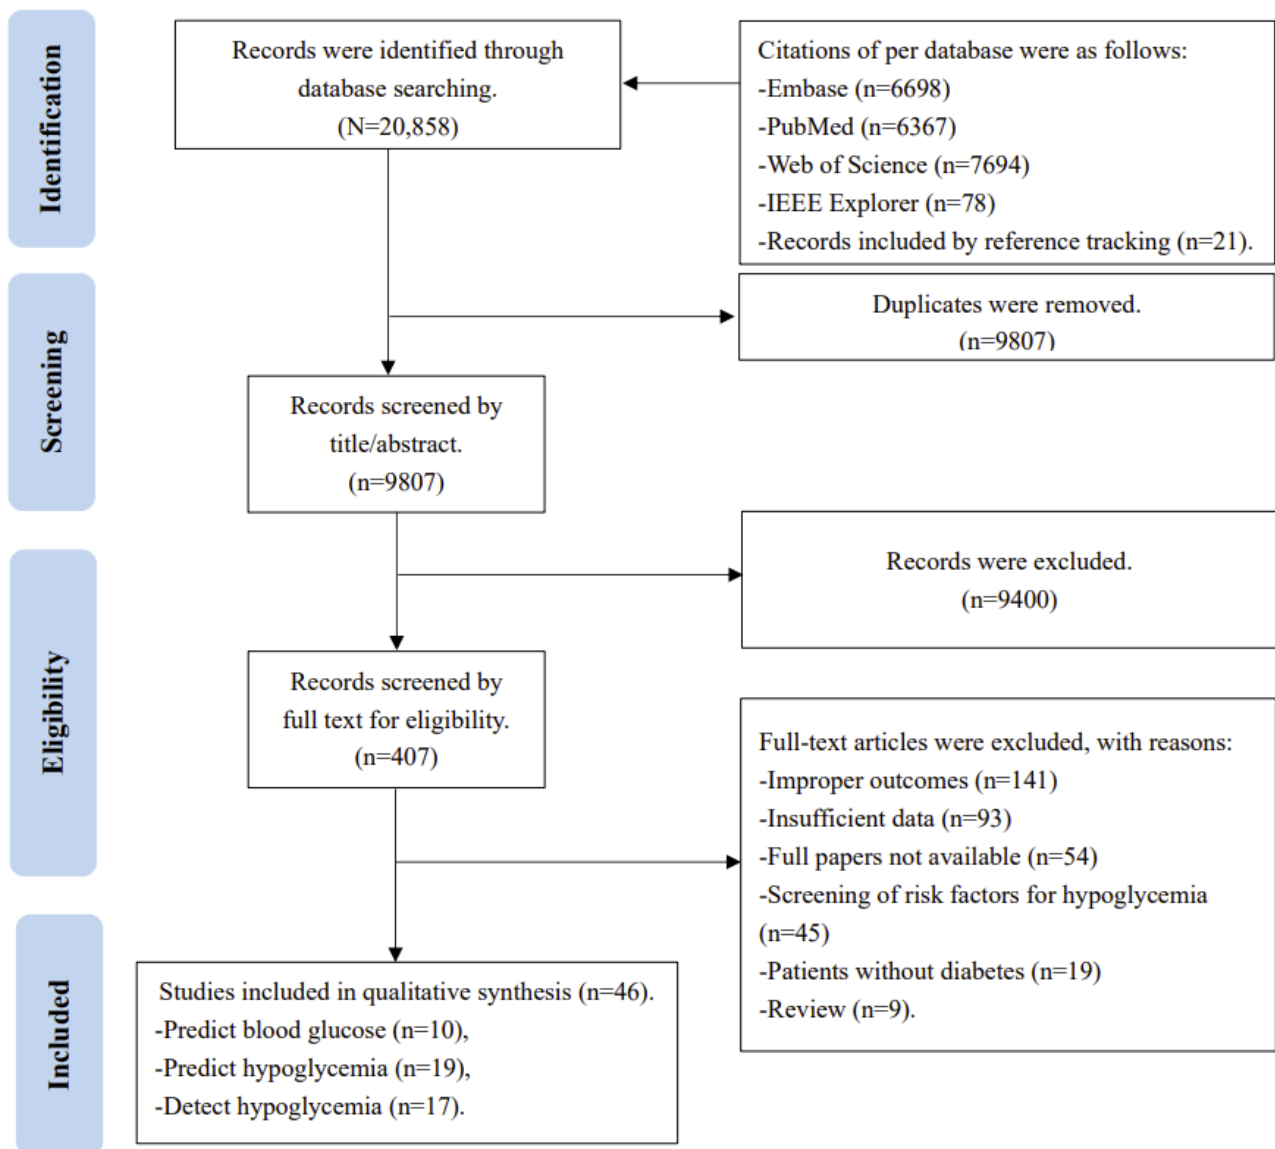 Identification
Records were identified through
database searching.
(N=20,858)
Citations of per database were as follows:
-Embase (n=6698)
-PubMed (n=6367)
-Web of Science (n=7694)
-IEEE Explorer (n=78)
-Records included by reference tracking (n=21).
Screening
Duplicates were removed.
(n=9807)
Records screened by
title/abstract.
(n=9807)
Eligibility
Records were excluded.
(n=9400)
Records screened by
full text for eligibility.
(n=407)
Full-text articles were excluded, with reasons:
-Improper outcomes (n=141)
-Insufficient data (n=93)
-Full papers not available (n=54)
-Screening of risk factors for hypoglycemia
(n=45)
-Patients without diabetes (n=19)
-Review (n=9).
Included
Studies included in qualitative synthesis (n=46).
-Predict blood glucose (n=10),
-Predict hypoglycemia (n=19),
-Detect hypoglycemia (n=17).